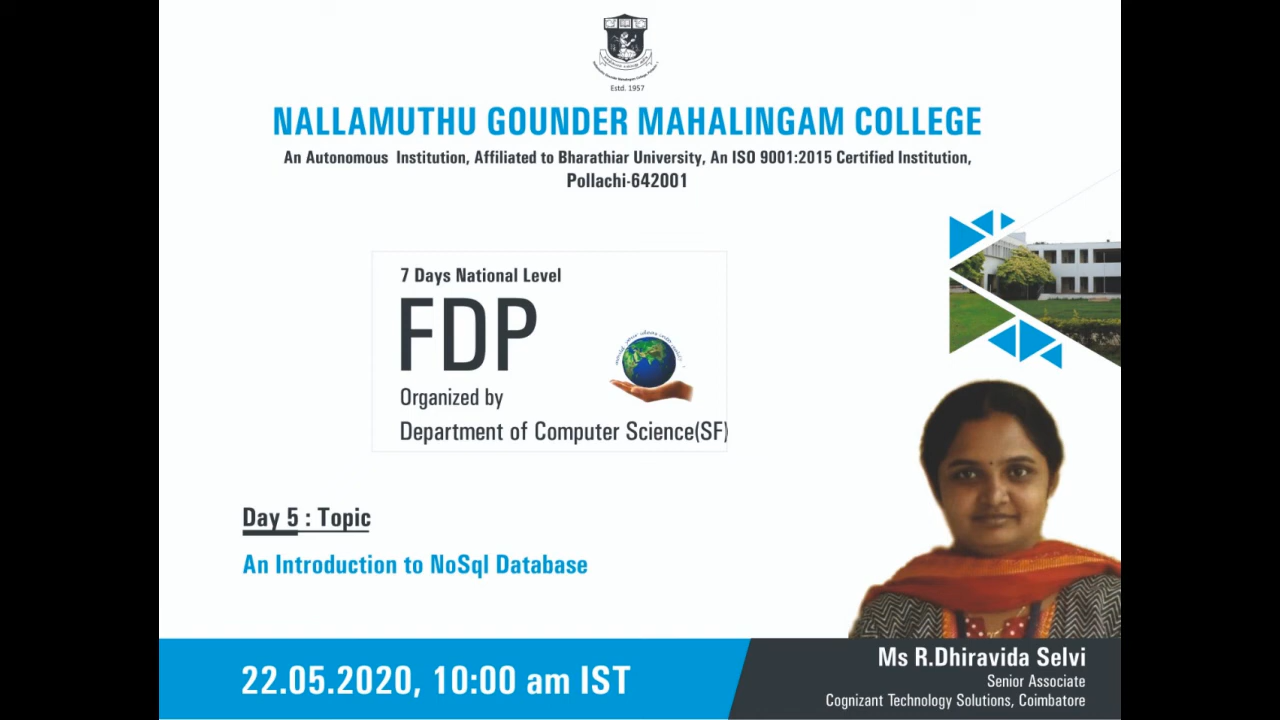 Estd. 1957
NALLAMUTHU GOUNDER MAHALINGAM COLLEGE
An Autonomous Institution, Affiliated to Bharathiar University, An ISO 9001:2015 Certified Institution,
Pollachi-642001
7 Days National Level
FDP
Organized by
Department of Computer Science(SF)
Day 5 : Topic
An Introduction to NoSql Database
22.05.2020, 10:00 am IST
Ms R.Dhiravida Selvi
Senior Associate
Cognizant Technology Solutions, Coimbatore